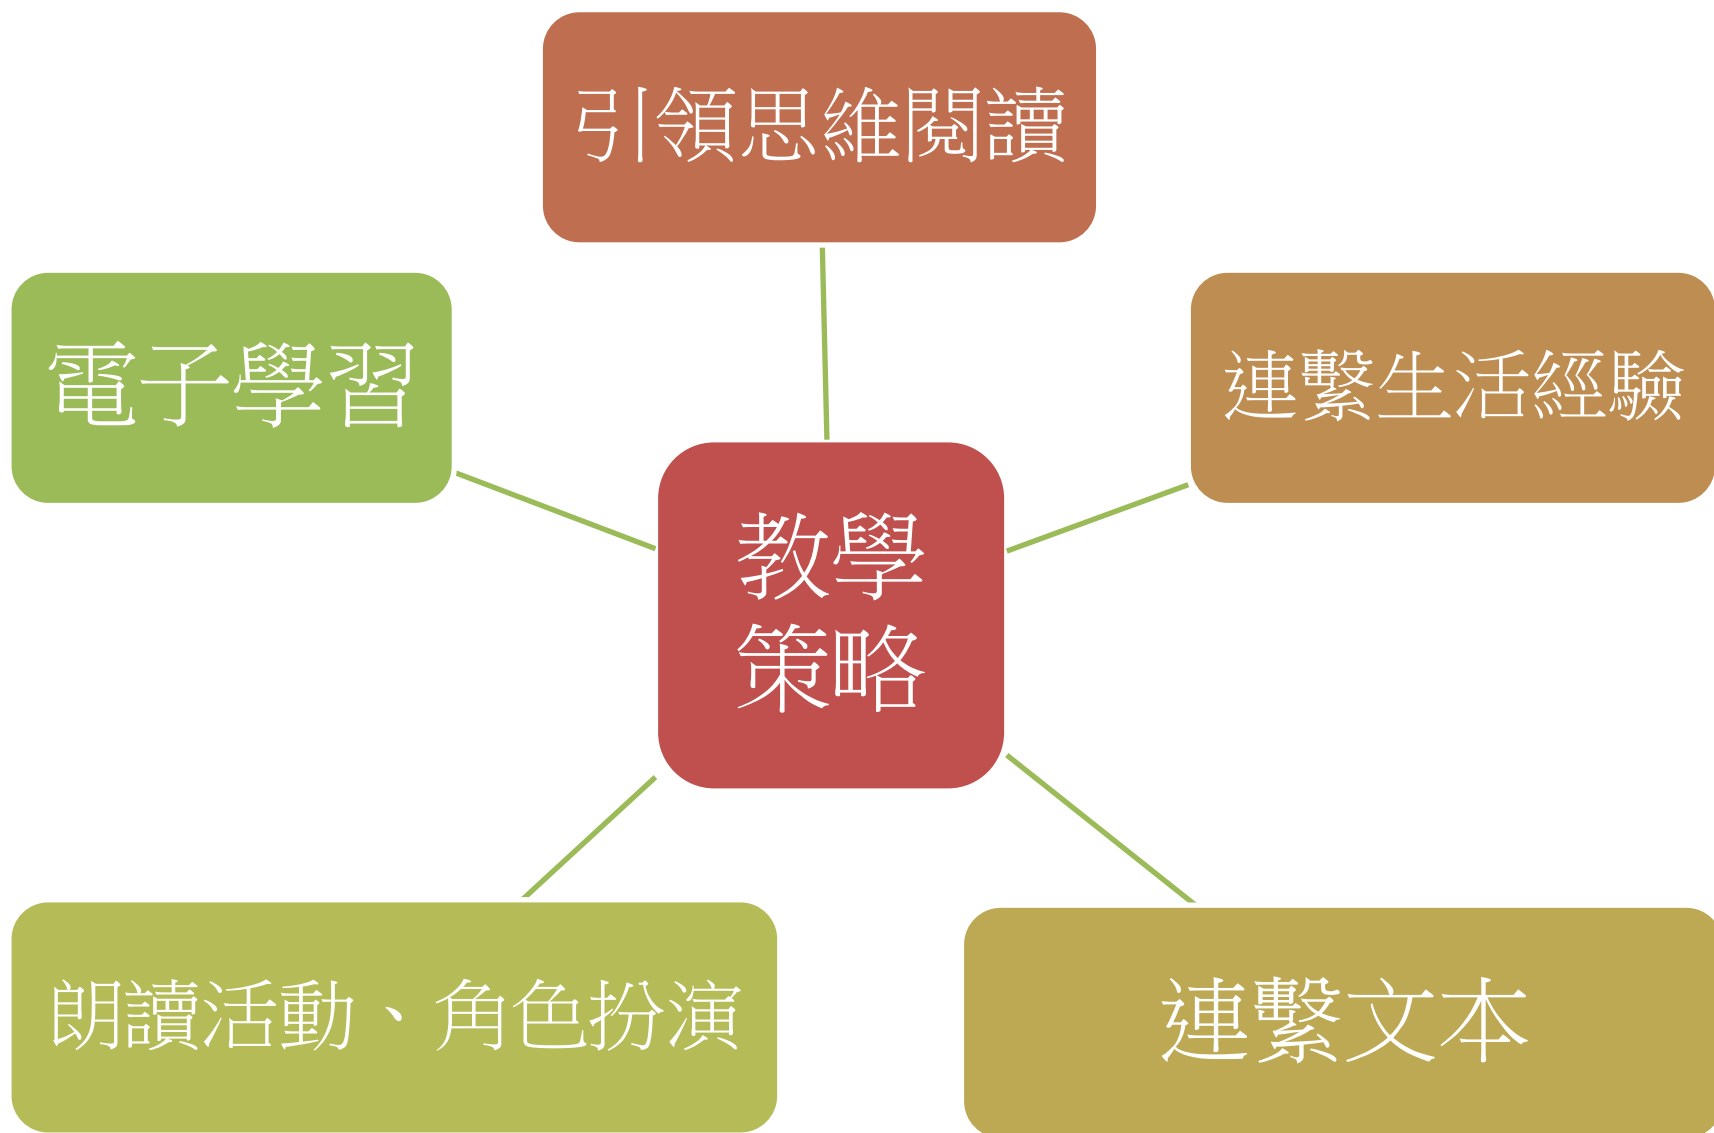 引領思維閱讀
電子學習
連繫生活經驗
教學
策略
朗讀活動、角色扮演
連繫文本